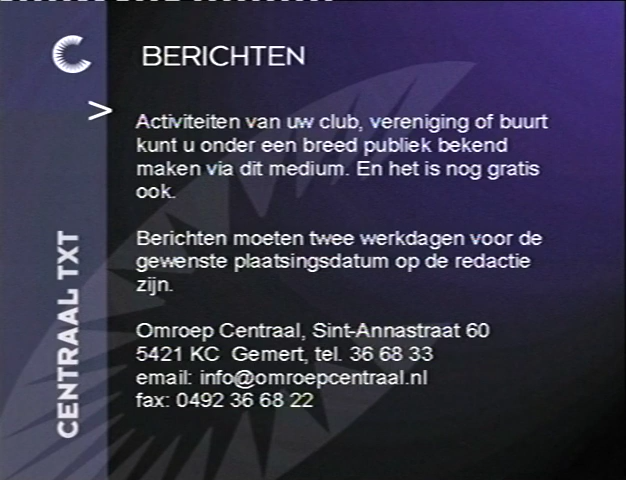 C
BERICHTEN
>
Activiteiten van uw club, vereniging of buurt
kunt u onder een breed publiek bekend
maken via dit medium. En het is nog gratis
ook.
Berichten moeten twee werkdagen voor de
gewenste plaatsingsdatum op de redactie
zijn.
Omroep Centraal, Sint-Annastraat 60
5421 KC  Gemert, tel. 36 68 33
email: info@omroepcentraal.nl
fax: 0492 36 68 22
CENTRAAL TXT